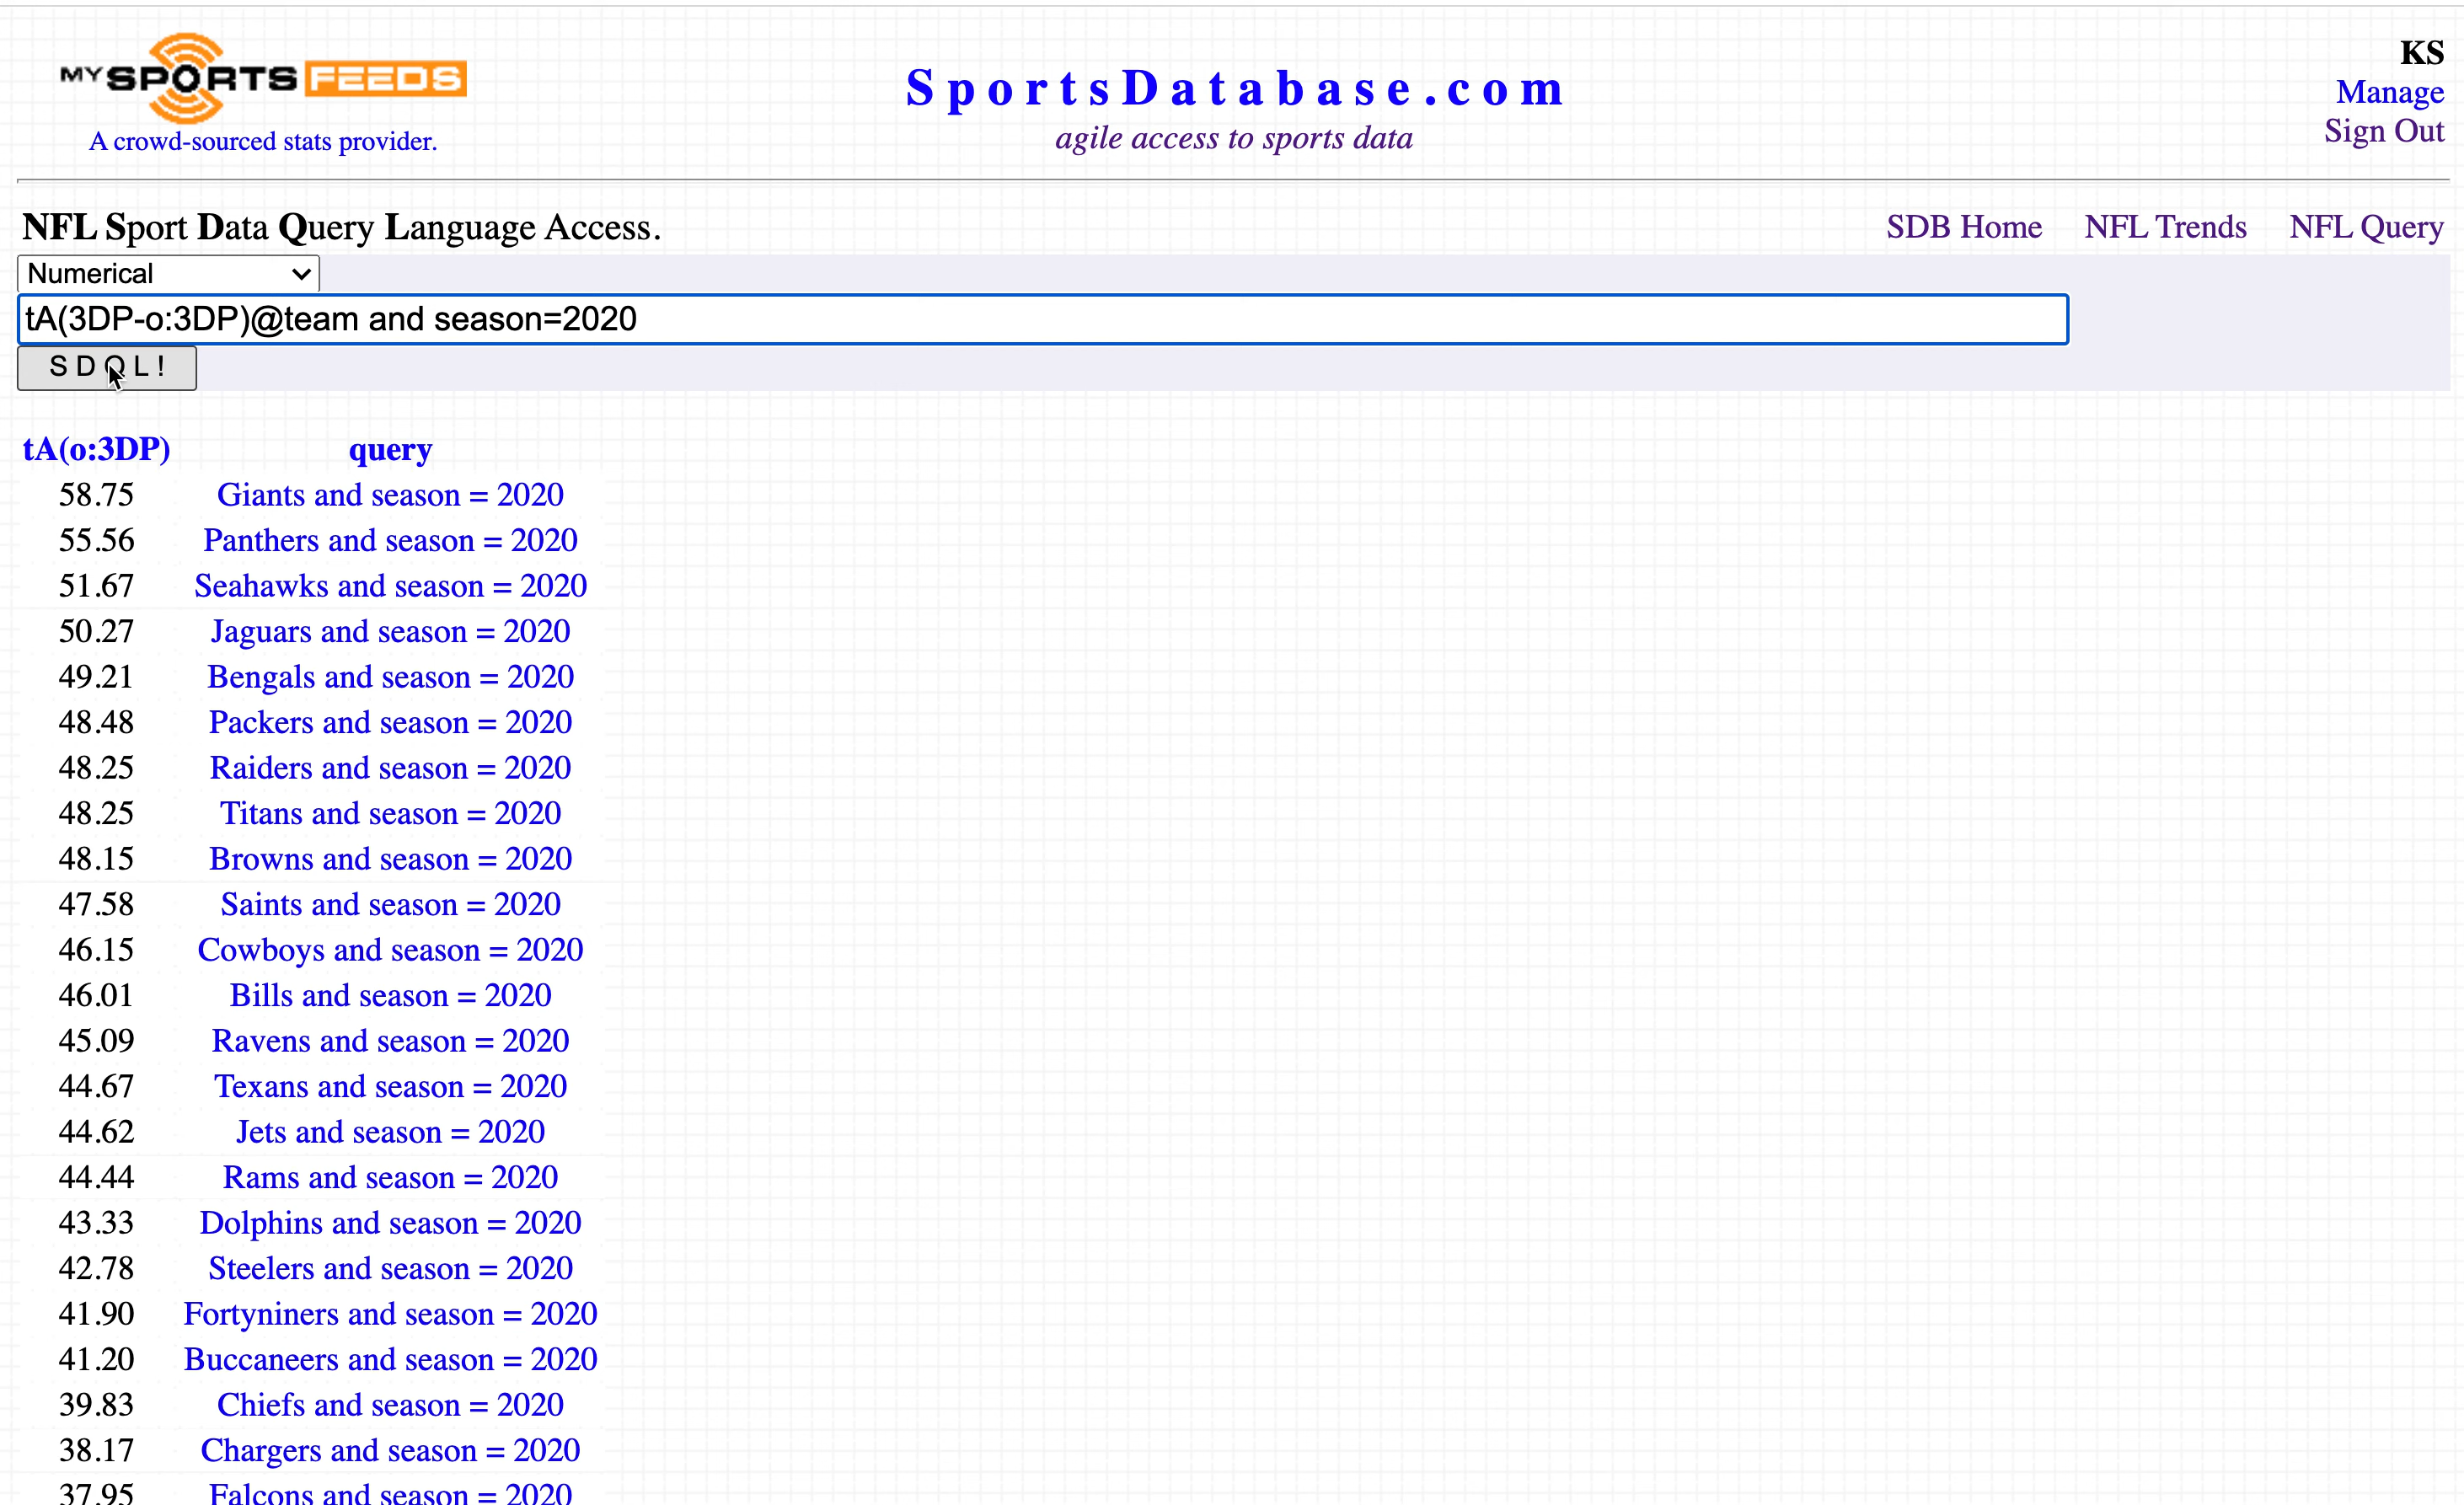 MYSPORTS FEEDS
A crowd-sourced stats provider.
SportsDatabase.com
agile access to sports data
KS
Manage
Sign Out
NFL Sport Data Query Language Access.
SDB Home NFL Trends NFL Query
Numerical
tA(3DP-o:3DP)@team and season=2020
S D Q L !
tA(o:3DP) query
58.75 Giants and season = 2020
55.56 Panthers and season = 2020
51.67 Seahawks and season = 2020
50.27 Jaguars and season = 2020
49.21 Bengals and season = 2020
48.48 Packers and season = 2020
48.25 Raiders and season = 2020
48.25 Titans and season = 2020
48.15 Browns and season = 2020
47.58 Saints and season = 2020
46.15 Cowboys and season = 2020
46.01 Bills and season = 2020
45.09 Ravens and season = 2020
44.67 Texans and season = 2020
44.62 Jets and season = 2020
44.44 Rams and season = 2020
43.33 Dolphins and season = 2020
42.78 Steelers and season = 2020
41.90 Fortyniners and season = 2020
41.20 Buccaneers and season = 2020
39.83 Chiefs and season = 2020
38.17 Chargers and season = 2020
37.95 Falcons and season = 2020